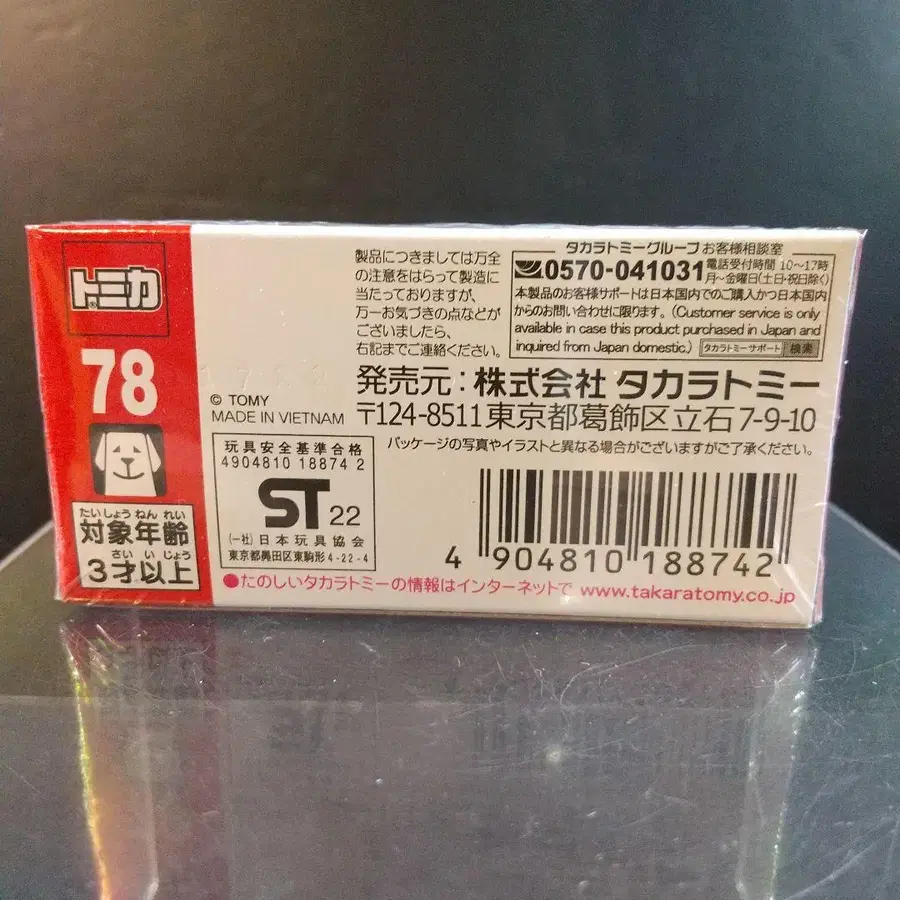 トミカ
®
78
たいしょうねんれい
対象年齢
さいいじょう
3才以上
製品につきましては万全
の注意をはらって製造に
当たっておりますが、
万一お気づきの点などが
ございましたら、
右記までご連絡ください。
タカラトミーグループお客様相談室
0570-041031 電話受付時間 10〜17時
月〜金曜日(土日・祝日除く)
本製品のお客様サポートは日本国内でのご購入かつ日本国内
からのお問い合わせに限ります。(Customer service is only
available in case this product purchased in Japan and
inquired from Japan domestic.) タカラトミーサポート 検索
© TOMY
MADE IN VIETNAM
発売元:株式会社 タカラトミー
〒124-8511 東京都葛飾区立石7-9-10
パッケージの写真やイラストと異なる場合がございますがご了承ください。
玩具安全基準合格
4904810 18874 2
ST 22
(一社)日本玩具協会
東京都墨田区東駒形4-22-4
4 904810 188742
●たのしいタカラトミーの情報はインターネットで www.takaratomy.co.jp